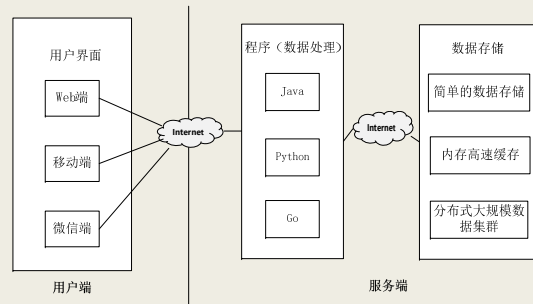 用户界面
Web端
移动端
微信端
用户端
Internet
程序（数据处理）
Java
Python
Go
Internet
数据存储
简单的数据存储
内存高速缓存
分布式大规模数
据集群
服务端